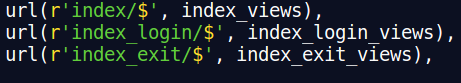 url(r'index/$', index_views),
url(r'index_login/$', index_login_views),
url(r'index_exit/$', index_exit_views),